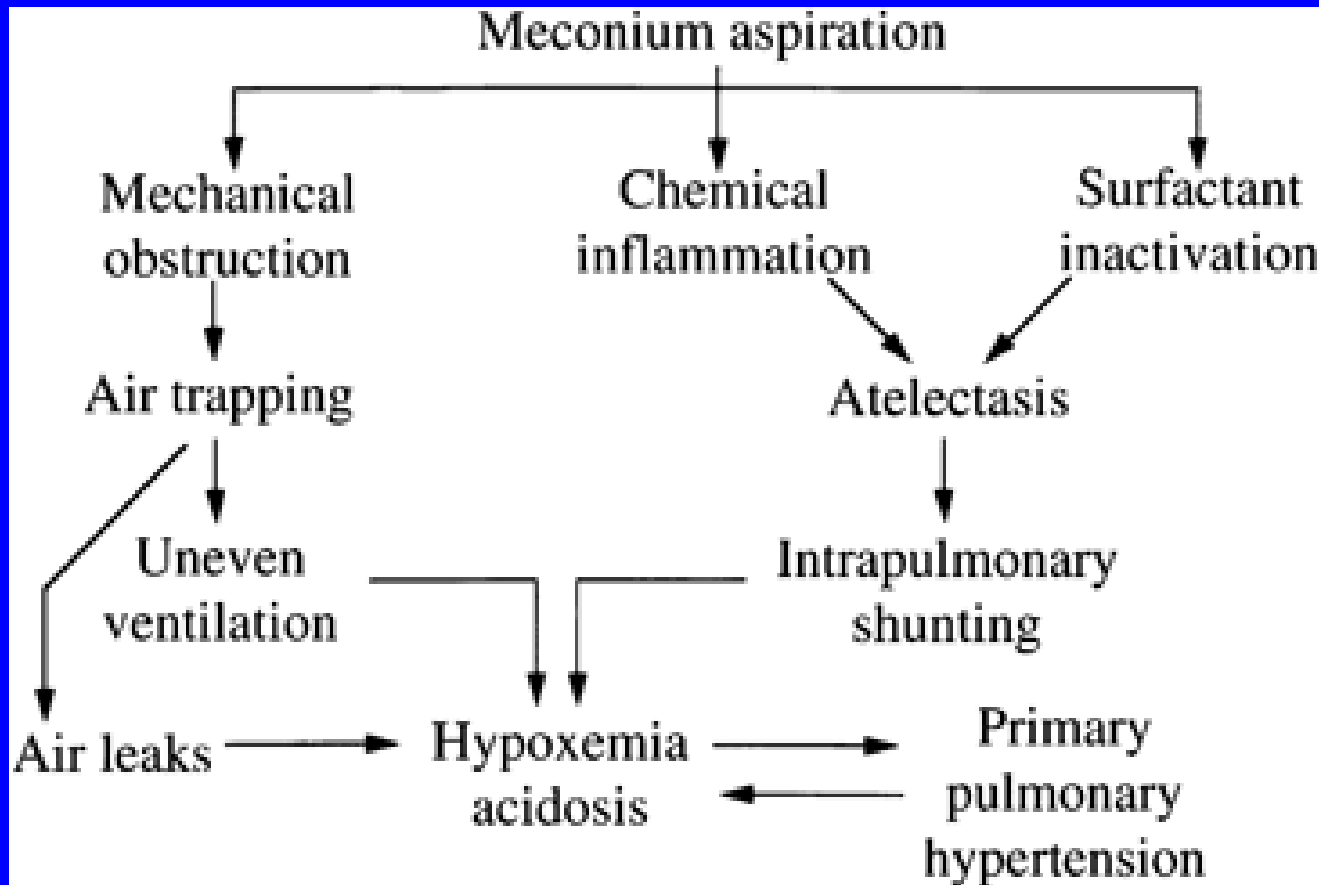 Meconium aspiration
Mechanical
obstruction
Chemical
inflammation
Surfactant
inactivation
Air trapping
Atelectasis
Uneven
ventilation
Intrapulmonary
shunting
Air leaks
Hypoxemia
acidosis
Primary
pulmonary
hypertension